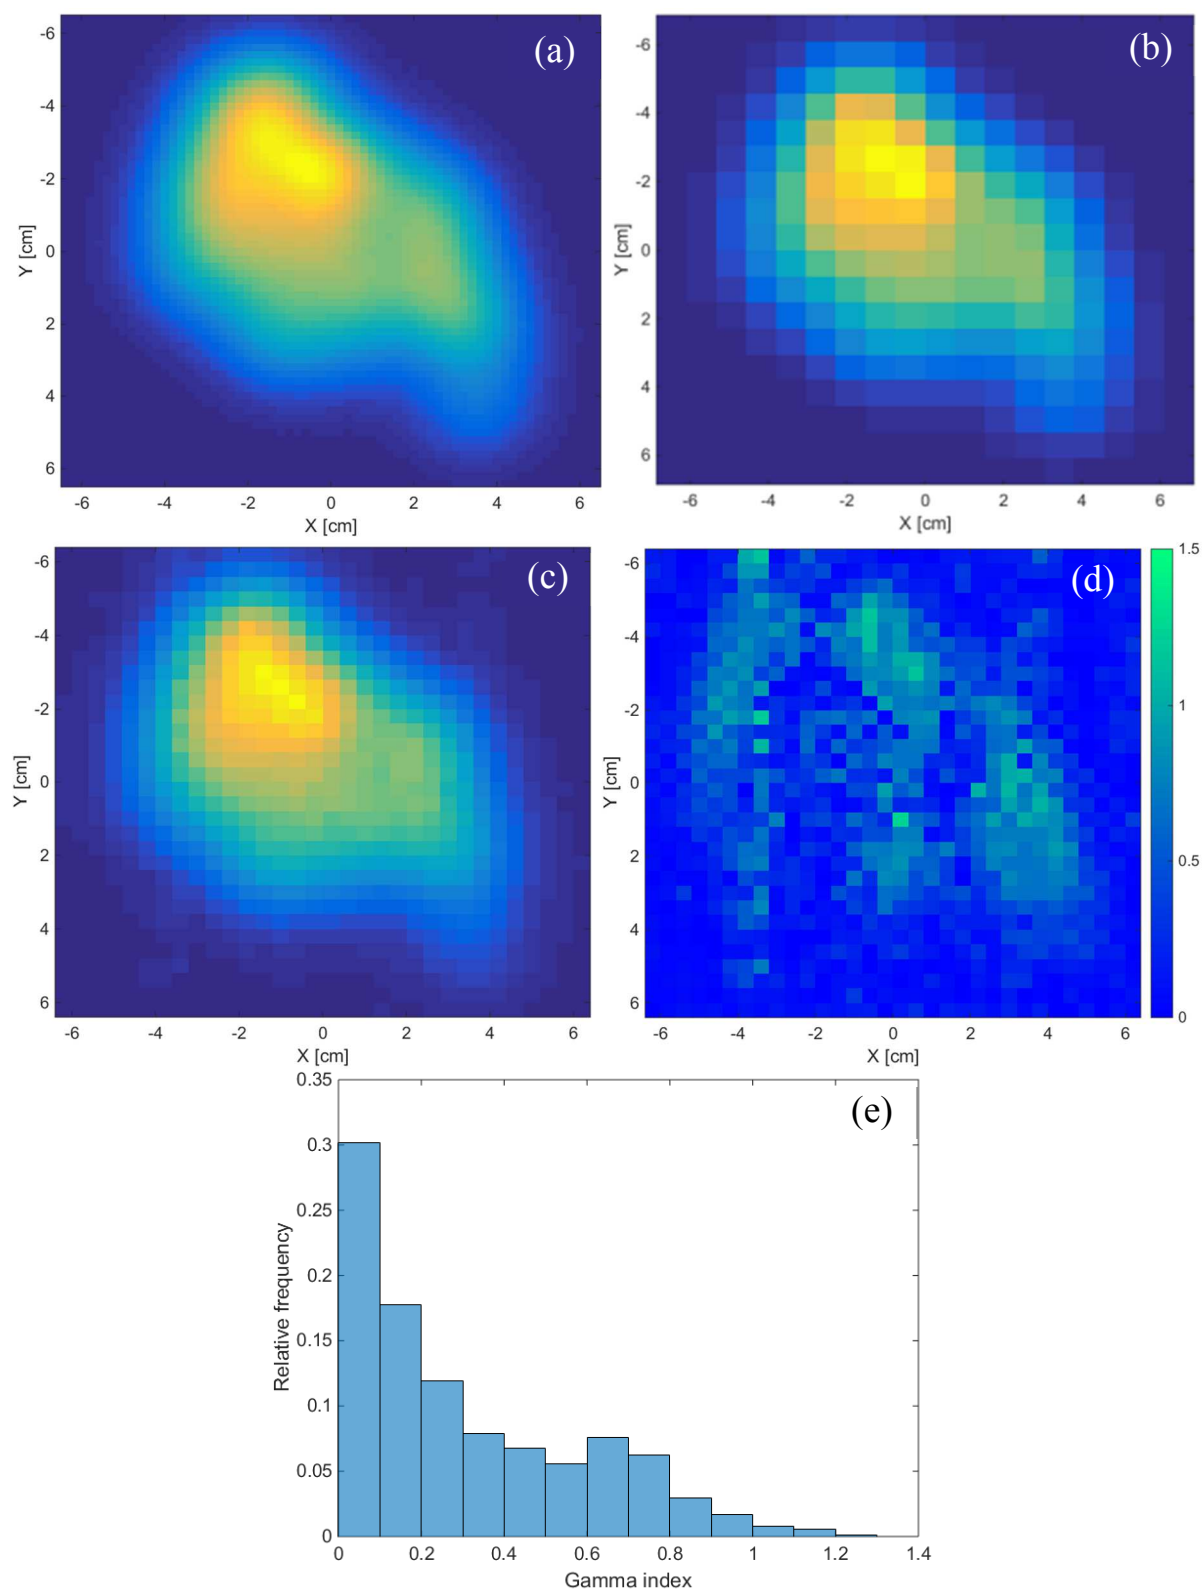 (a)
-6
-4
-2
0
2
4
6
Y [cm]
-6 -4 -2 0 2 4 6
X [cm]
(b)
-6
-4
-2
0
2
4
6
Y [cm]
-6 -4 -2 0 2 4 6
X [cm]
(c)
-6
-4
-2
0
2
4
6
Y [cm]
-6 -4 -2 0 2 4 6
X [cm]
(d)
-6
-4
-2
0
2
4
6
Y [cm]
-6 -4 -2 0 2 4 6
X [cm]
1.5
1
0.5
0
(e)
0.35
0.3
0.25
0.2
0.15
0.1
0.05
0
Relative frequency
0 0.2 0.4 0.6 0.8 1 1.2 1.4
Gamma index